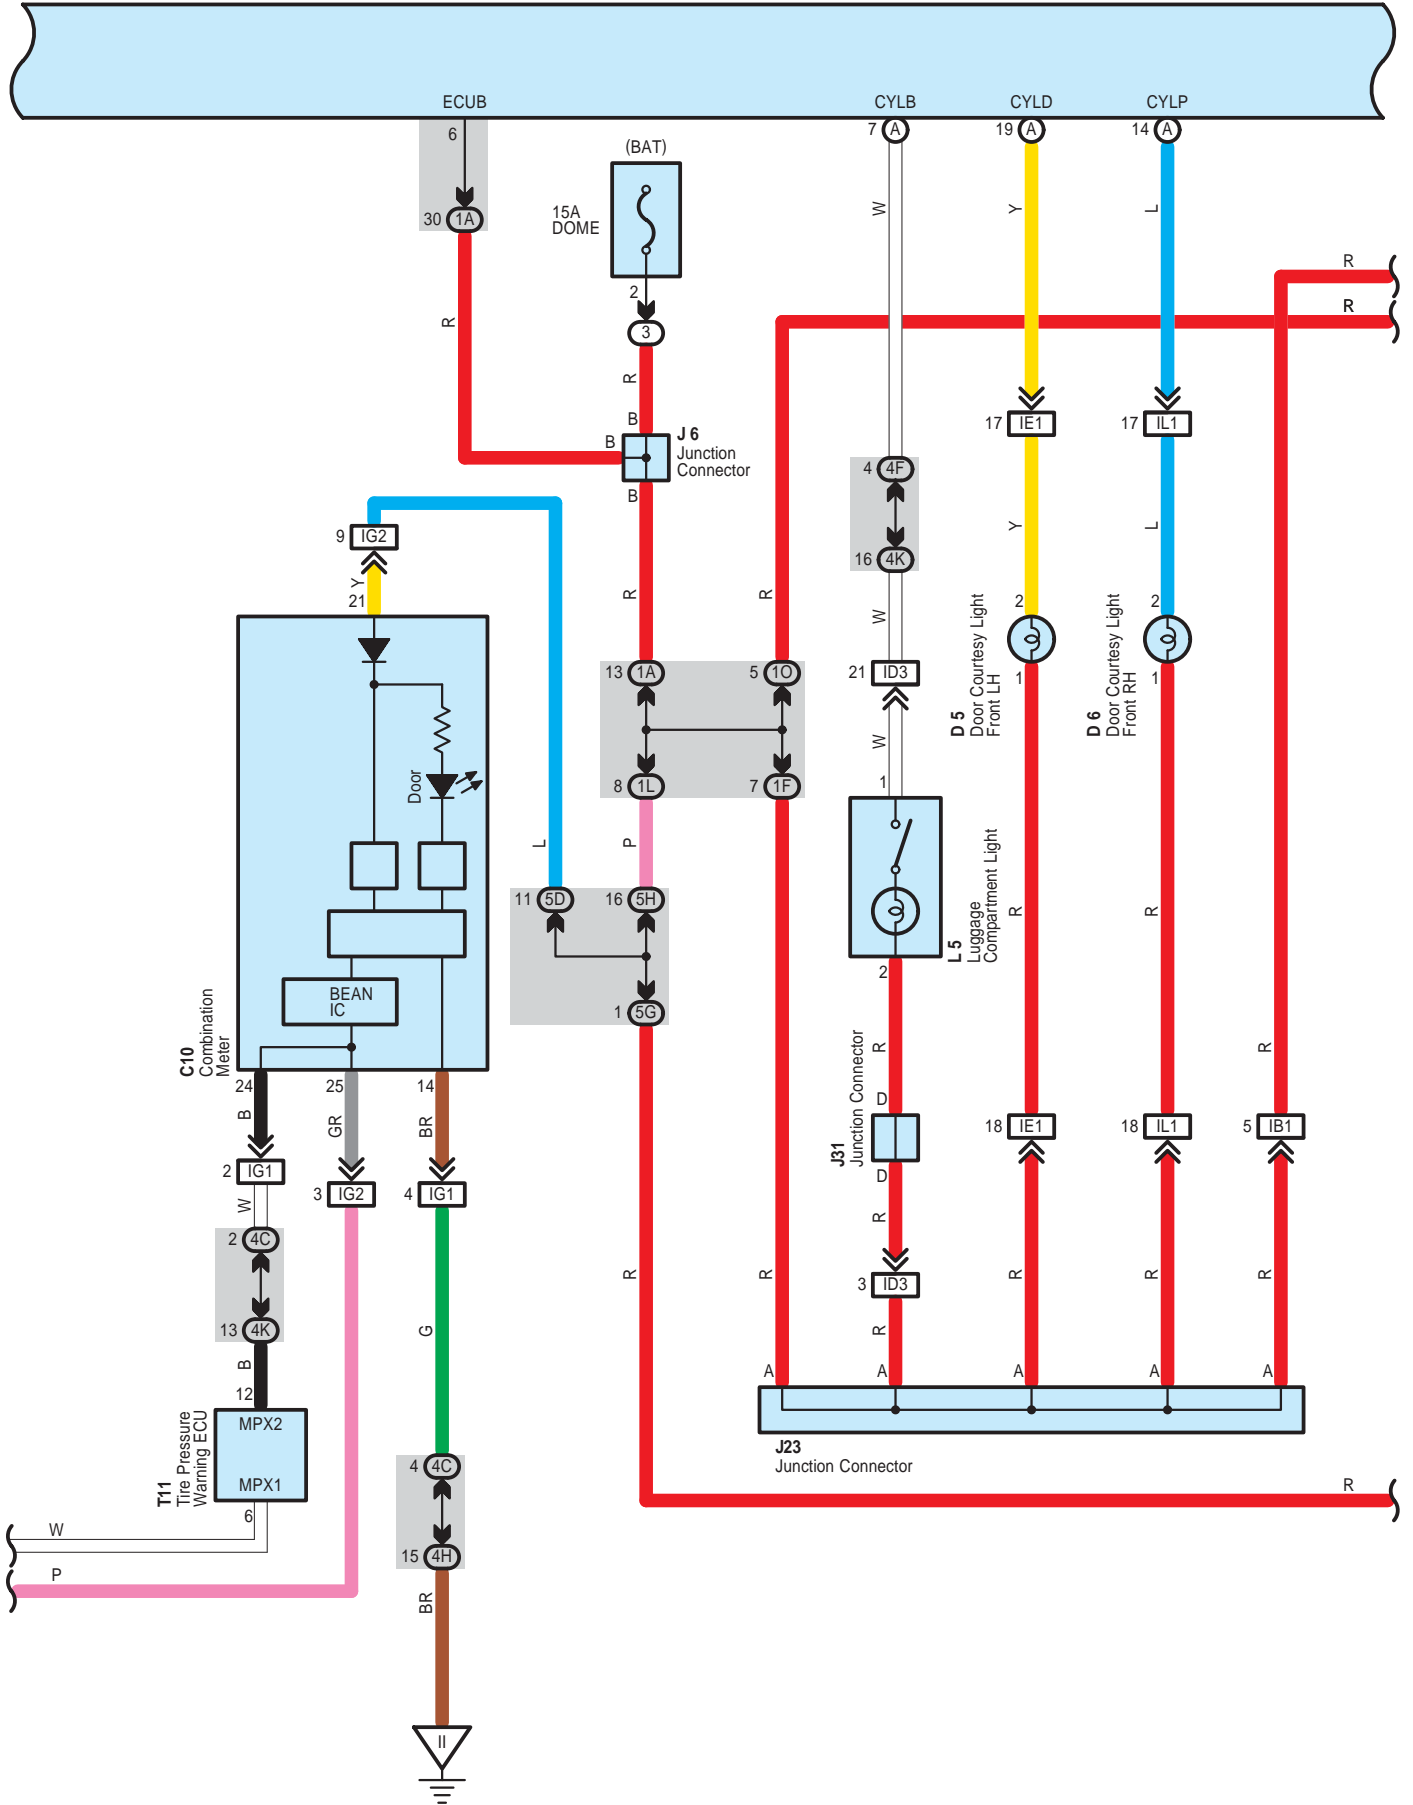 ECUB
CYLB
CYLD
CYLP
6
7 A
19 A
14 A
(BAT)
15A
DOME
30 1A
W
Y
L
R
R
2
3
R
R
B
B
J 6
Junction
Connector
B
17 IE1
17 IL1
4 4F
9 IG2
Y
L
16 4K
Y
21
R
R
W
2
2
D 5
Door Courtesy Light
Front LH
D 6
Door Courtesy Light
Front RH
13 1A
5 1O
21 ID3
1
1
W
Door
8 1L
7 1F
1
L
P
L 5
Luggage
Compartment Light
11 5D
16 5H
R
R
2
BEAN
IC
1 5G
C10
Combination
Meter
R
R
24
25
14
D
J31
Junction Connector
B
GR
BR
18 IE1
18 IL1
5 IB1
2 IG1
D
3 IG2
4 IG1
W
R
2 4C
R
R
3 ID3
R
R
R
13 4K
G
R
B
A
A
A
A
A
12
MPX2
T11
Tire Pressure
Warning ECU
J23
Junction Connector
4 4C
MPX1
R
6
W
15 4H
P
BR
II